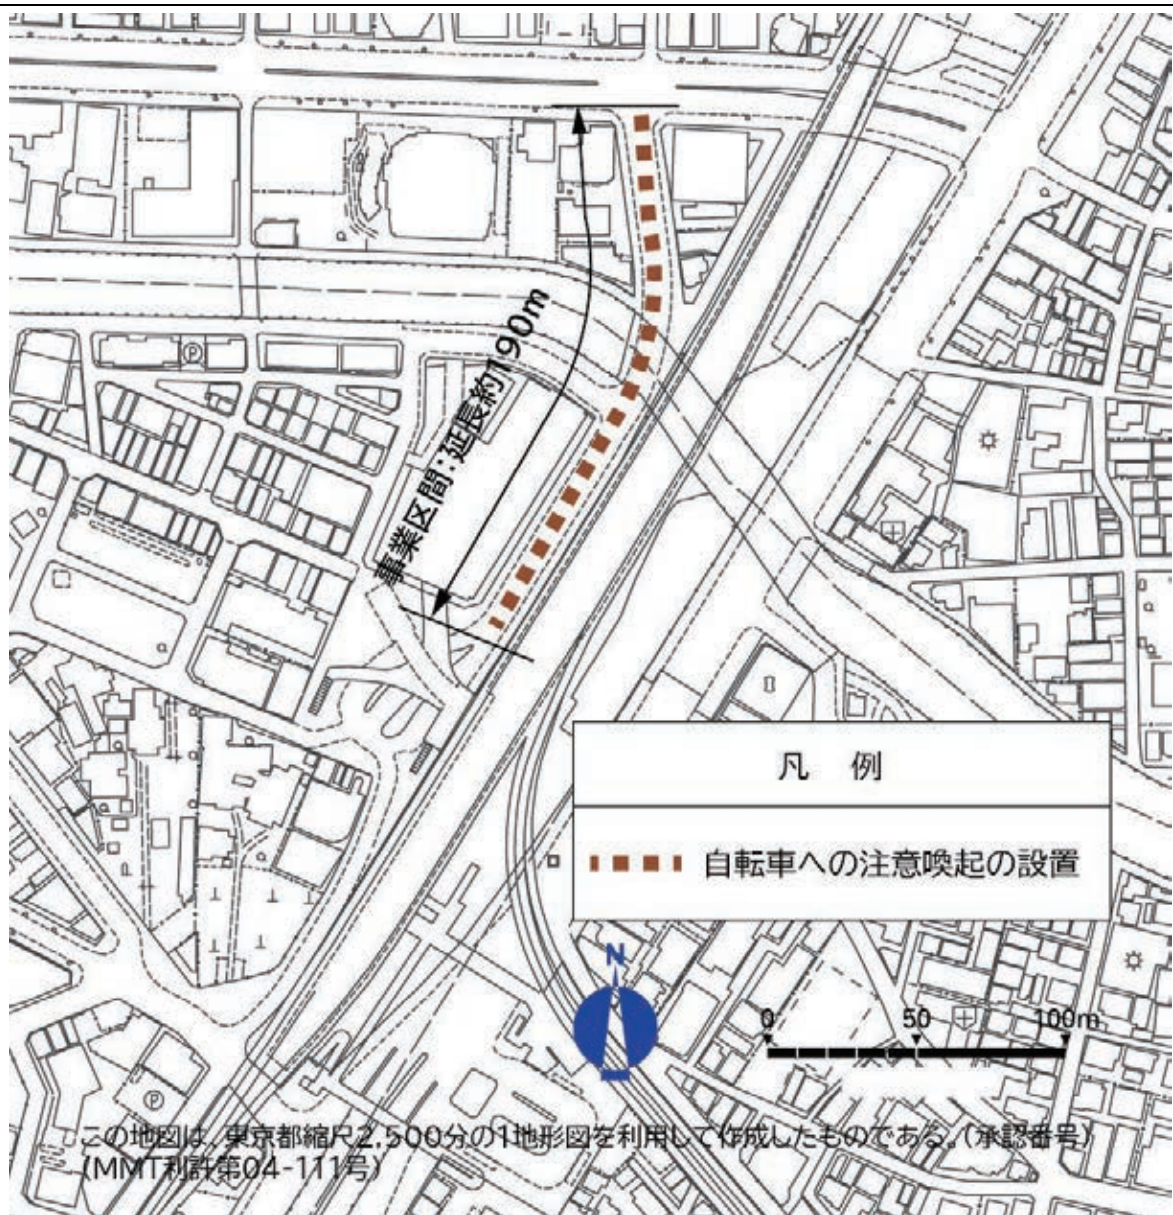 事業区間:延長約190m
凡 例
自転車への注意喚起の設置
N
0 50 100m
この地図は、東京都縮尺2,500分の1地形図を利用して作成したものである。(承認番号)
(MMT利許第04-111号)
P
P